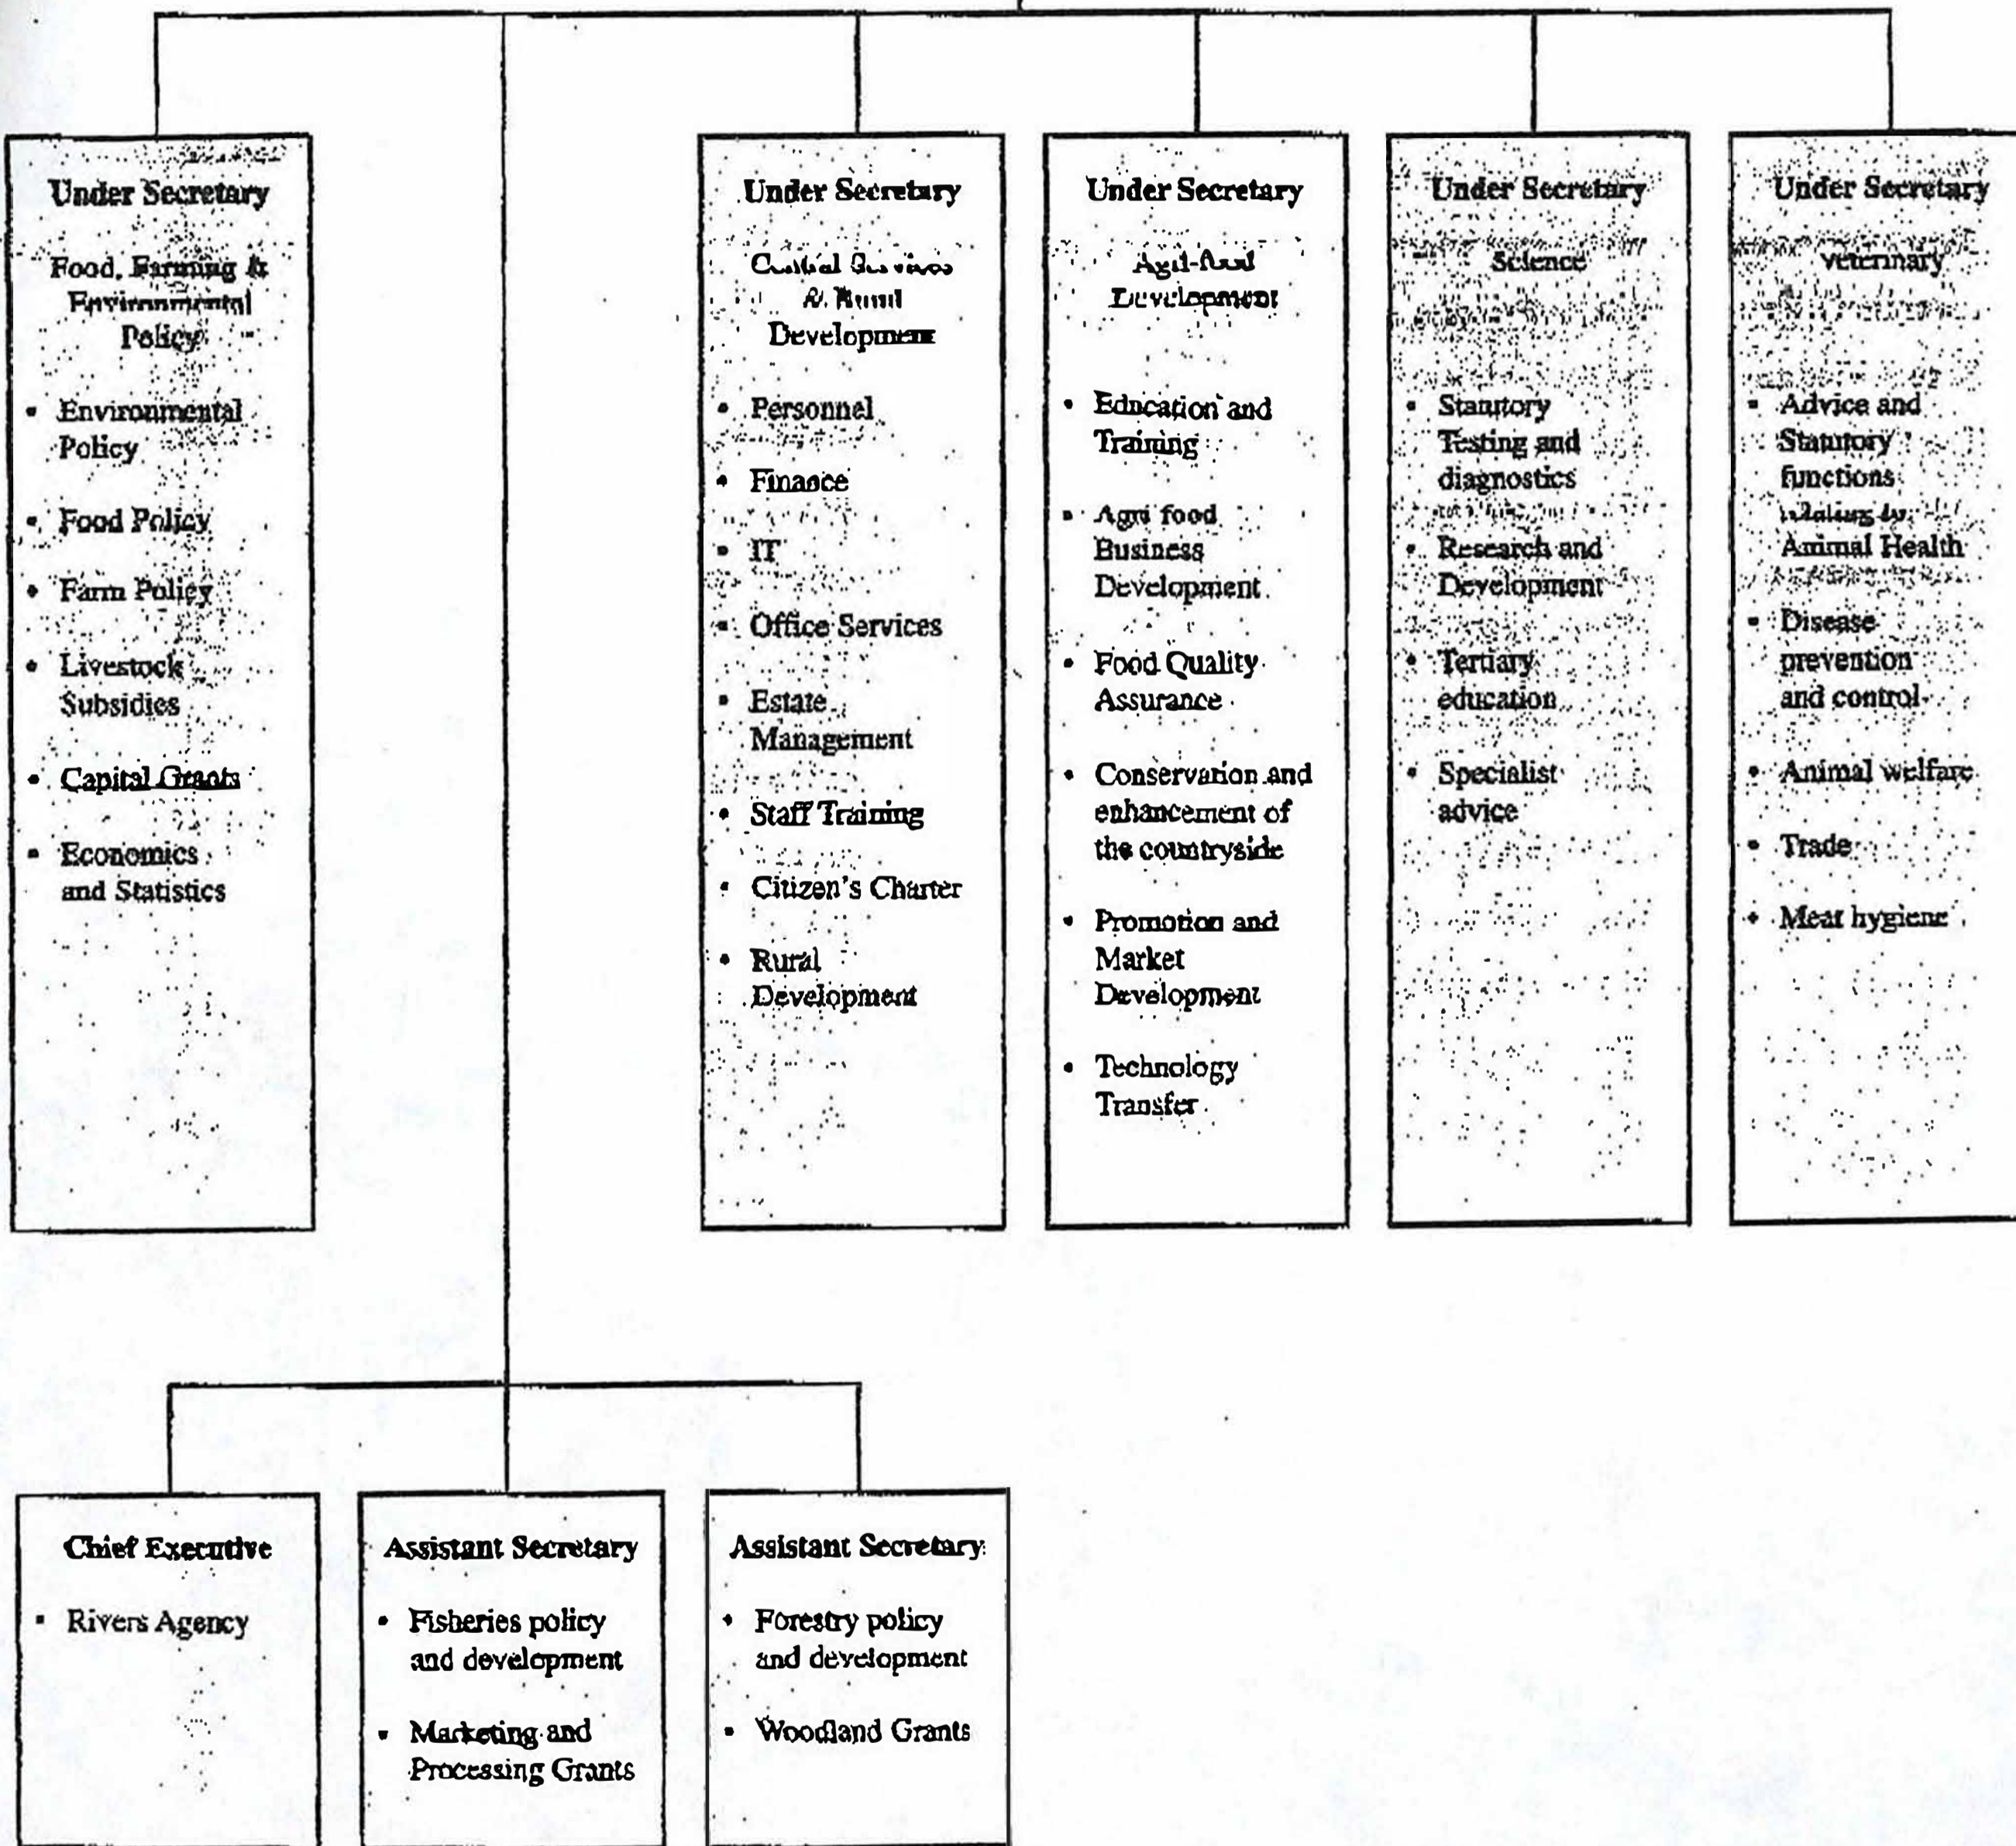 Under Secretary
Food, Farming &
Environmental
Policy
• Environmental
Policy
• Food Policy
• Farm Policy
• Livestock
Subsidies
• Capital Grants
• Economics
and Statistics
Under Secretary
Central Services
& Rural
Development
• Personnel
• Finance
• IT
• Office Services
• Estate
Management
• Staff Training
• Citizen's Charter
• Rural
Development
Under Secretary
Agri-food
Development
• Education and
Training
• Agri food
Business
Development
• Food Quality
Assurance
• Conservation and
enhancement of
the countryside
• Promotion and
Market
Development
• Technology
Transfer
Under Secretary
Science
• Statutory
Testing and
diagnostics
• Research and
Development
• Tertiary
education
• Specialist
advice
Under Secretary
Veterinary
• Advice and
Statutory
functions
relating to
Animal Health
• Disease
prevention
and control
• Animal welfare
• Trade
• Meat hygiene
Chief Executive
• Rivers Agency
Assistant Secretary
• Fisheries policy
and development
• Marketing and
Processing Grants
Assistant Secretary
• Forestry policy
and development
• Woodland Grants